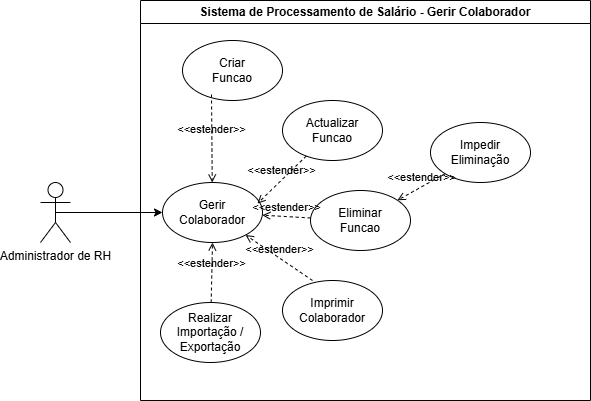 Sistema de Processamento de Salário - Gerir Colaborador
Criar
Funcao
<<estender>>
Actualizar
Funcao
<<estender>>
Impedir
Eliminação
<<estender>>
Gerir
Colaborador
<<estender>>
Eliminar
Funcao
Administrador de RH
<<estender>>
<<estender>>
Realizar
Importação /
Exportação
Imprimir
Colaborador